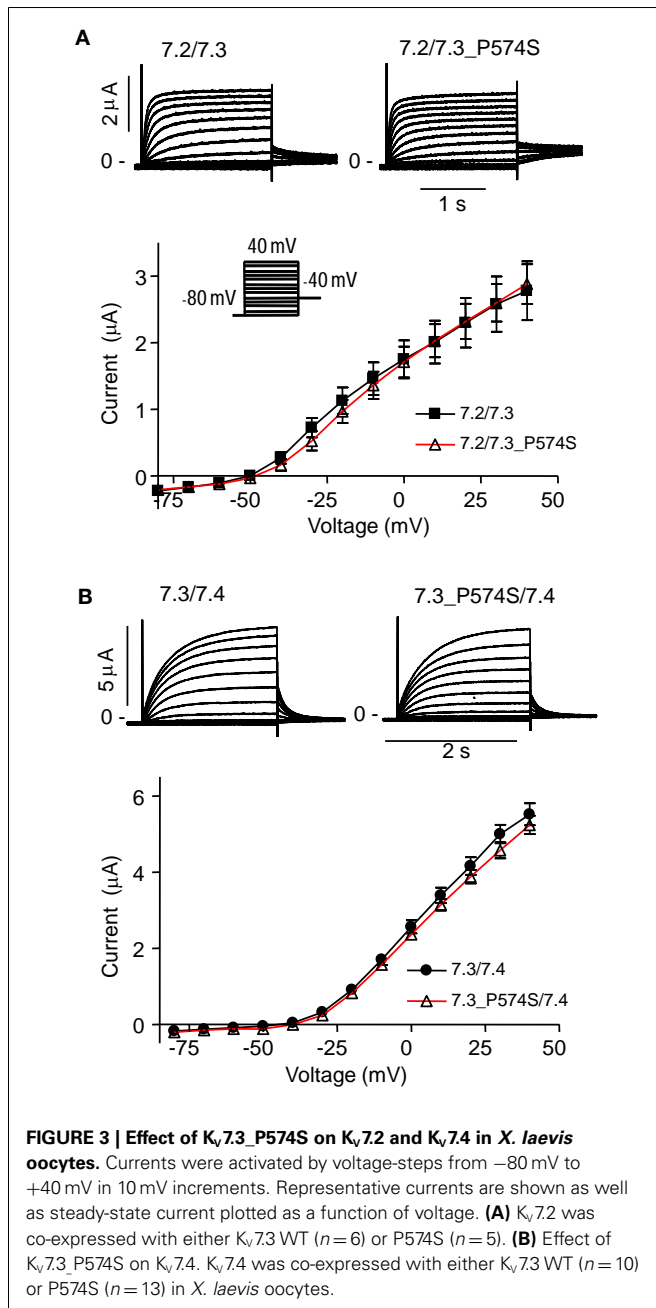 A
7.2/7.3
7.2/7.3_P574S
2 µA
0 -
0 -
1 s
40 mV
-40 mV
-80 mV
3
2
1
0
Current (µA)
7.2/7.3
7.2/7.3_P574S
-75 -50 -25 0 25 50
Voltage (mV)
B
7.3/7.4
7.3_P574S/7.4
5 µA
0 -
0 -
2 s
6
4
2
0
Current (µA)
7.3/7.4
7.3_P574S/7.4
-75 -50 -25 0 25 50
Voltage (mV)
FIGURE 3 | Effect of KV7.3_P574S on KV7.2 and KV7.4 in X. laevis
oocytes. Currents were activated by voltage-steps from −80 mV to
+40 mV in 10 mV increments. Representative currents are shown as well
as steady-state current plotted as a function of voltage. (A) KV7.2 was
co-expressed with either KV7.3 WT (n = 6) or P574S (n = 5). (B) Effect of
KV7.3_P574S on KV7.4. KV7.4 was co-expressed with either KV7.3 WT (n = 10)
or P574S (n = 13) in X. laevis oocytes.